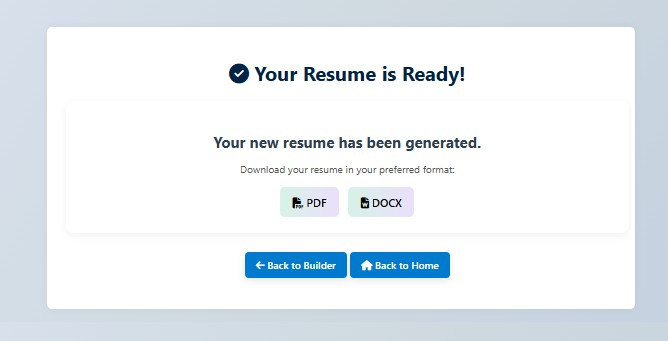 Your Resume is Ready!
Your new resume has been generated.
Download your resume in your preferred format:
PDF DOCX
Back to Builder Back to Home